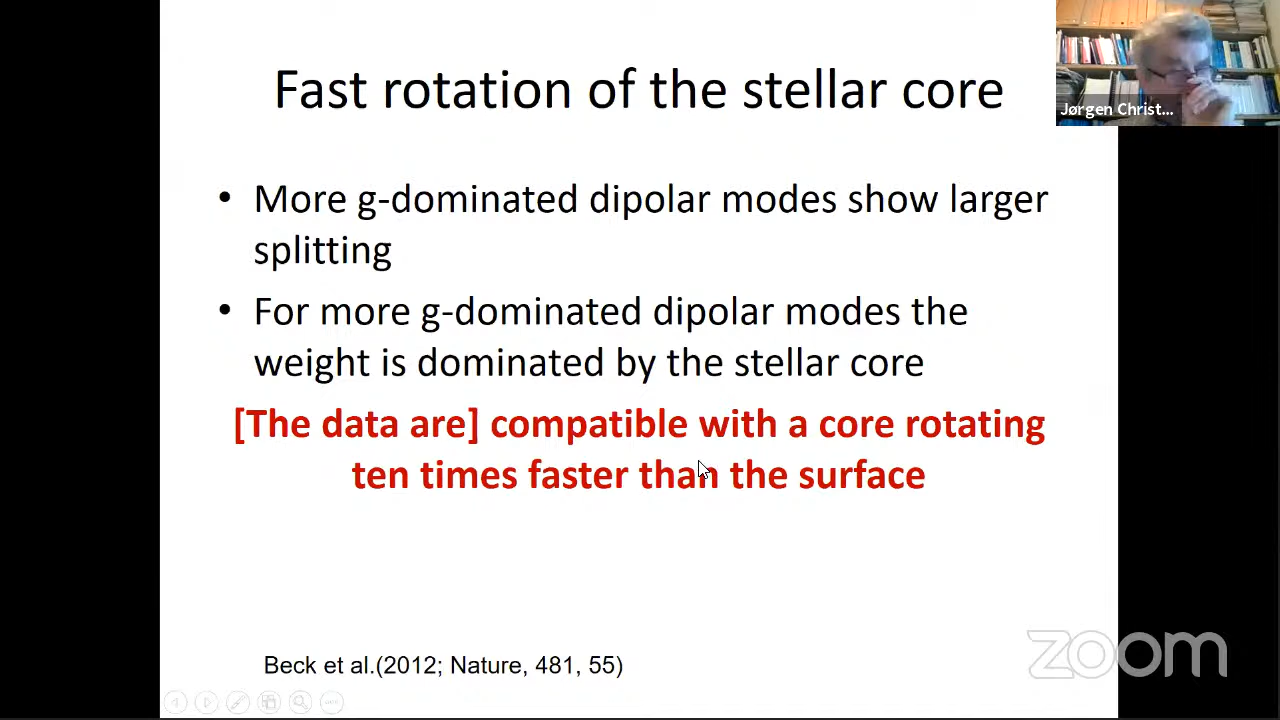 Fast rotation of the stellar core
Jørgen Christ...
• More g-dominated dipolar modes show larger
splitting
• For more g-dominated dipolar modes the
weight is dominated by the stellar core
[The data are] compatible with a core rotating
ten times faster than the surface
zoom
Beck et al.(2012; Nature, 481, 55)